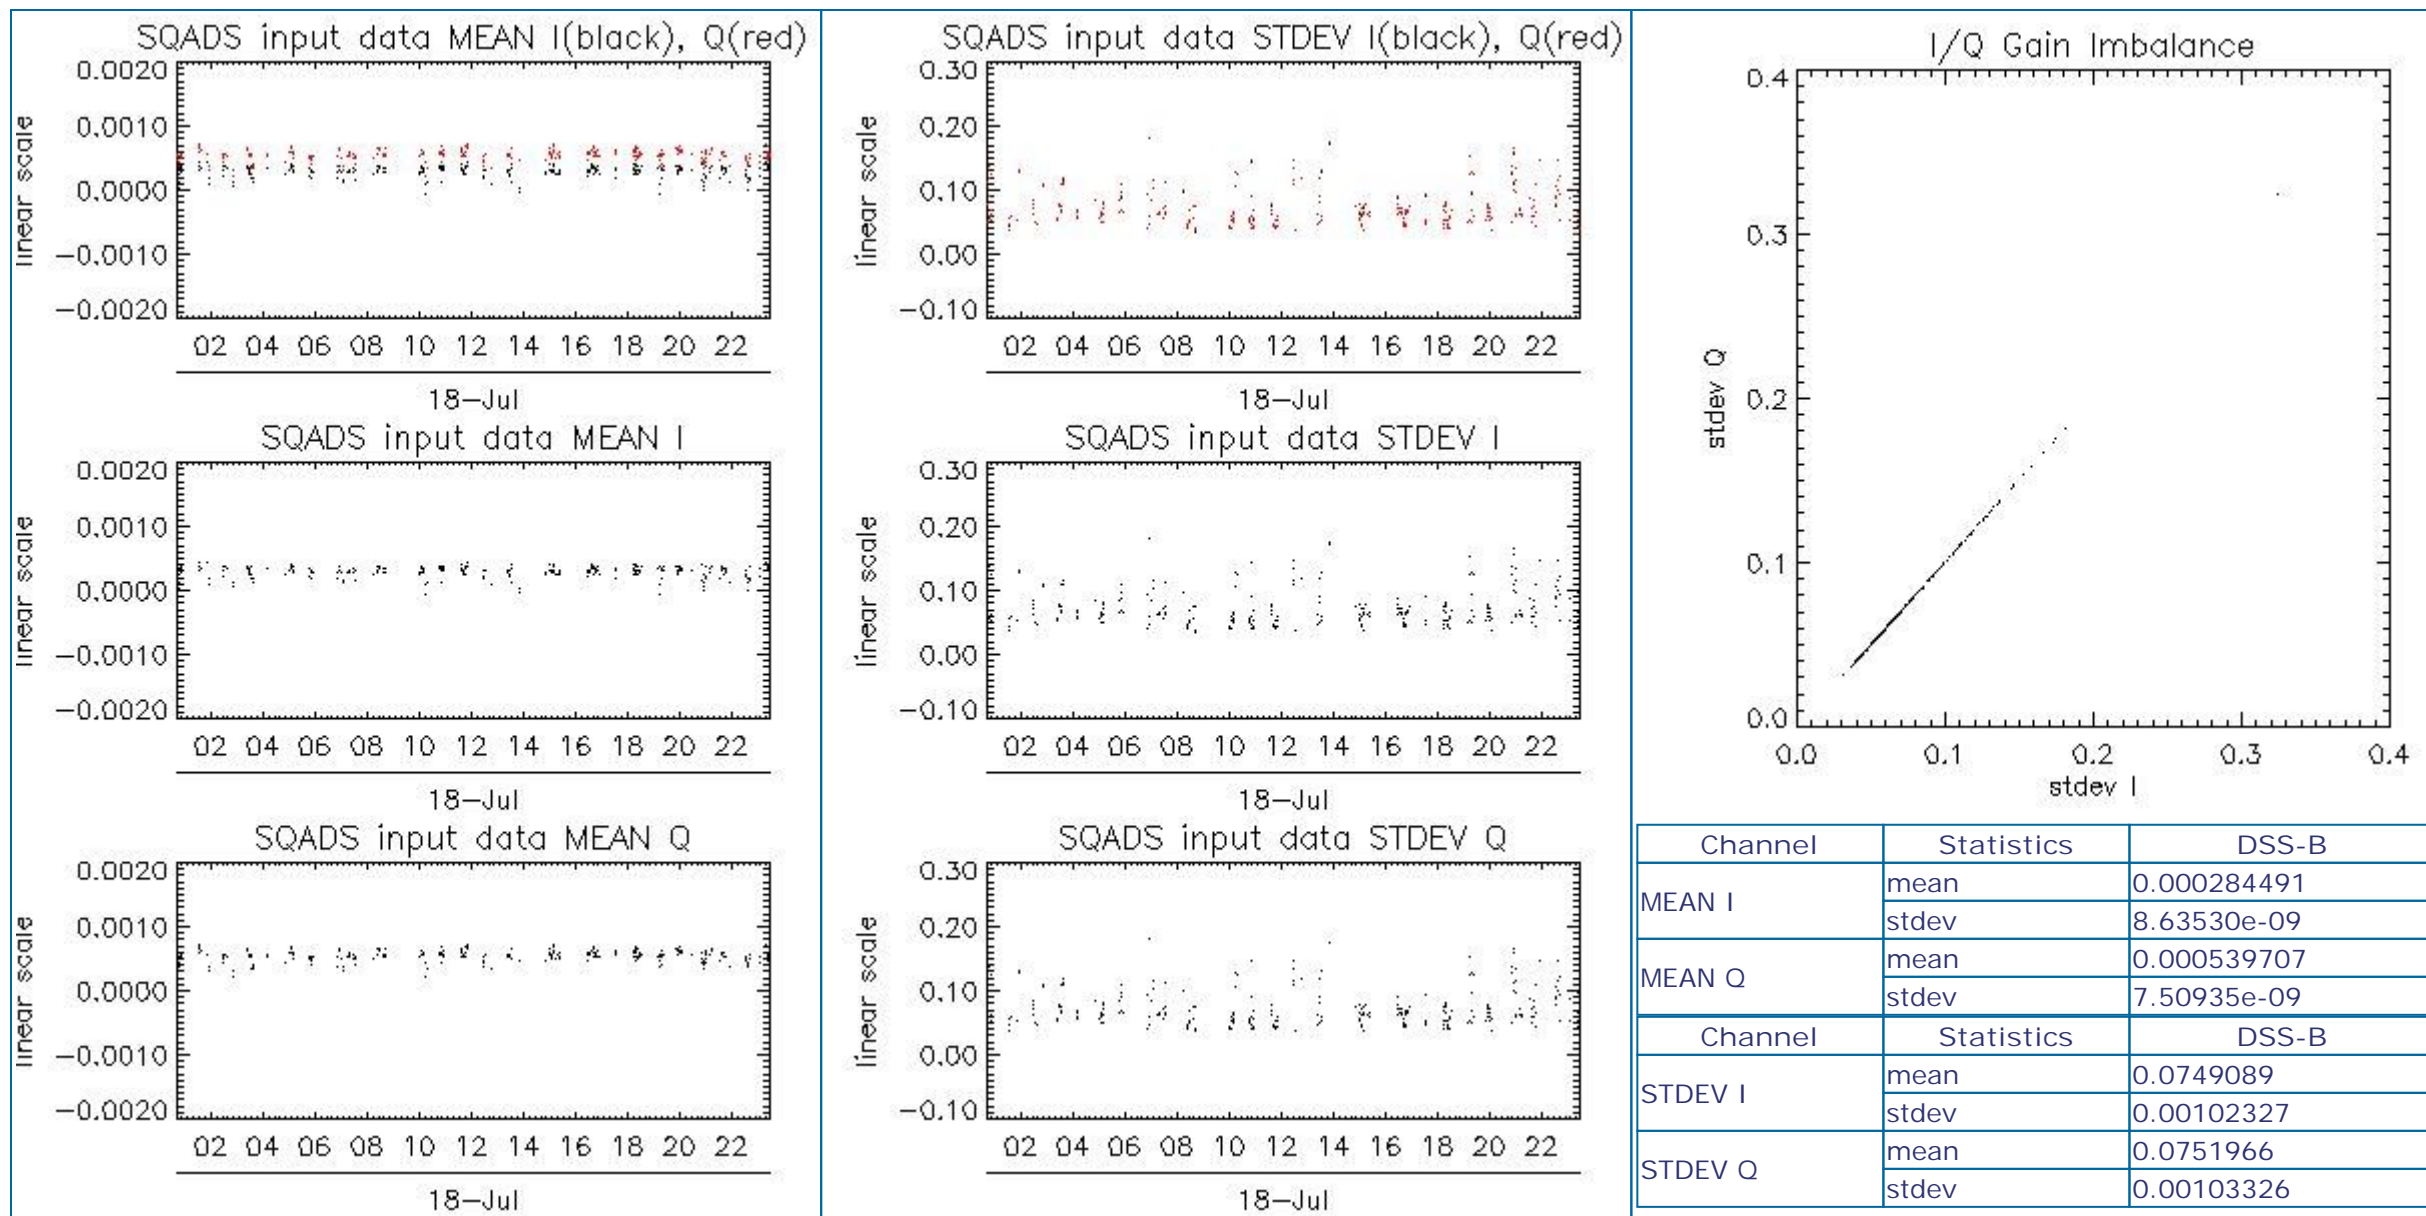 SQADS input data MEAN I(black), Q(red)
0.0020
0.0010
0.0000
−0.0010
−0.0020
linear scale
02 04 06 08 10 12 14 16 18 20 22
18−Jul
SQADS input data MEAN I
0.0020
0.0010
0.0000
−0.0010
−0.0020
linear scale
02 04 06 08 10 12 14 16 18 20 22
18−Jul
SQADS input data MEAN Q
0.0020
0.0010
0.0000
−0.0010
−0.0020
linear scale
02 04 06 08 10 12 14 16 18 20 22
18−Jul
SQADS input data STDEV I(black), Q(red)
0.30
0.20
0.10
0.00
−0.10
linear scale
02 04 06 08 10 12 14 16 18 20 22
18−Jul
SQADS input data STDEV I
0.30
0.20
0.10
0.00
−0.10
linear scale
02 04 06 08 10 12 14 16 18 20 22
18−Jul
SQADS input data STDEV Q
0.30
0.20
0.10
0.00
−0.10
linear scale
02 04 06 08 10 12 14 16 18 20 22
18−Jul
I/Q Gain Imbalance
0.4
0.3
0.2
0.1
0.0
stdev Q
0.0 0.1 0.2 0.3 0.4
stdev I
Channel Statistics DSS-B
MEAN I mean 0.000284491
stdev 8.63530e-09
MEAN Q mean 0.000539707
stdev 7.50935e-09
Channel Statistics DSS-B
STDEV I mean 0.0749089
stdev 0.00102327
STDEV Q mean 0.0751966
stdev 0.00103326